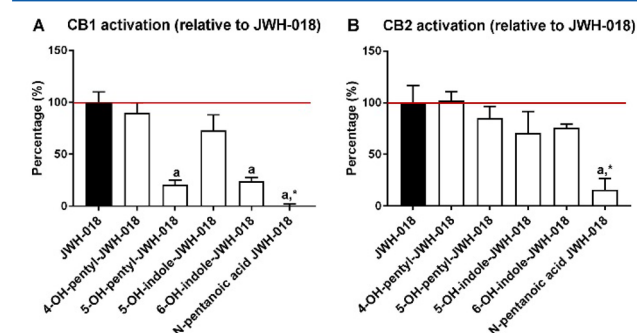 A CB1 activation (relative to JWH-018)
150
100
50
0
Percentage (%)
a
a
a,*
JWH-018
4-OH-pentyl-JWH-018
5-OH-pentyl-JWH-018
5-OH-indole-JWH-018
6-OH-indole-JWH-018
N-pentanoic acid JWH-018
B CB2 activation (relative to JWH-018)
150
100
50
0
Percentage (%)
a,*
JWH-018
4-OH-pentyl-JWH-018
5-OH-pentyl-JWH-018
5-OH-indole-JWH-018
6-OH-indole-JWH-018
N-pentanoic acid JWH-018